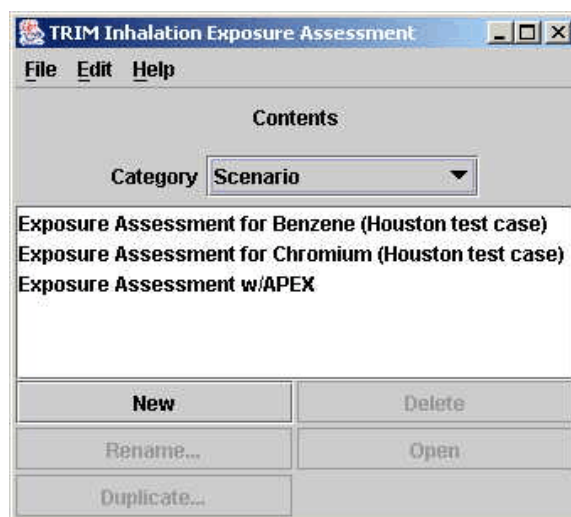 TRIM Inhalation Exposure Assessment
File Edit Help
Contents
Category Scenario
Exposure Assessment for Benzene (Houston test case)
Exposure Assessment for Chromium (Houston test case)
Exposure Assessment w/APEX
New Delete
Rename... Open
Duplicate...